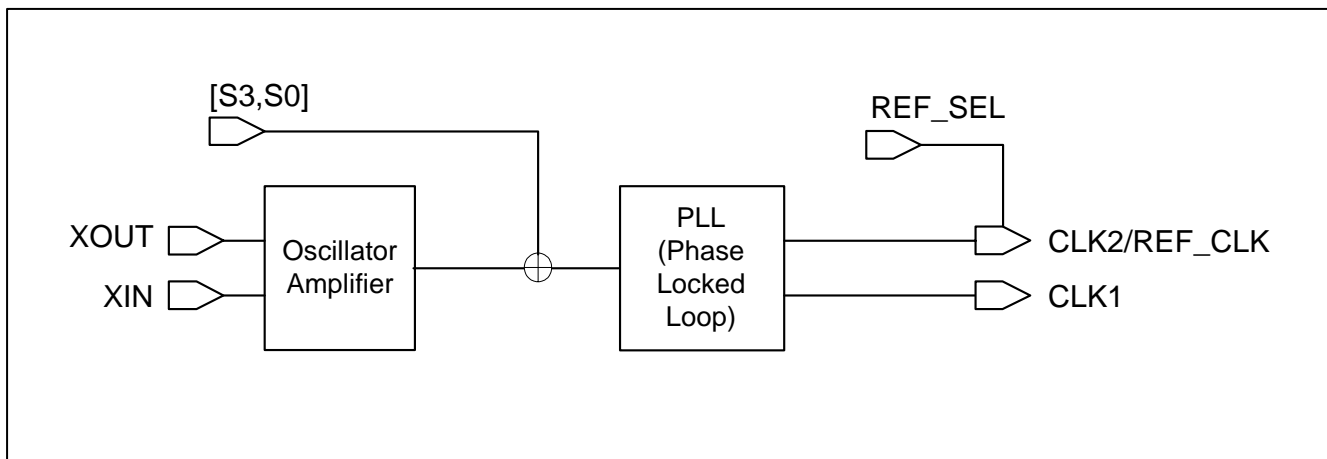 [S3,S0]
REF_SEL
XOUT
XIN
Oscillator
Amplifier
PLL
(Phase
Locked
Loop)
CLK2/REF_CLK
CLK1